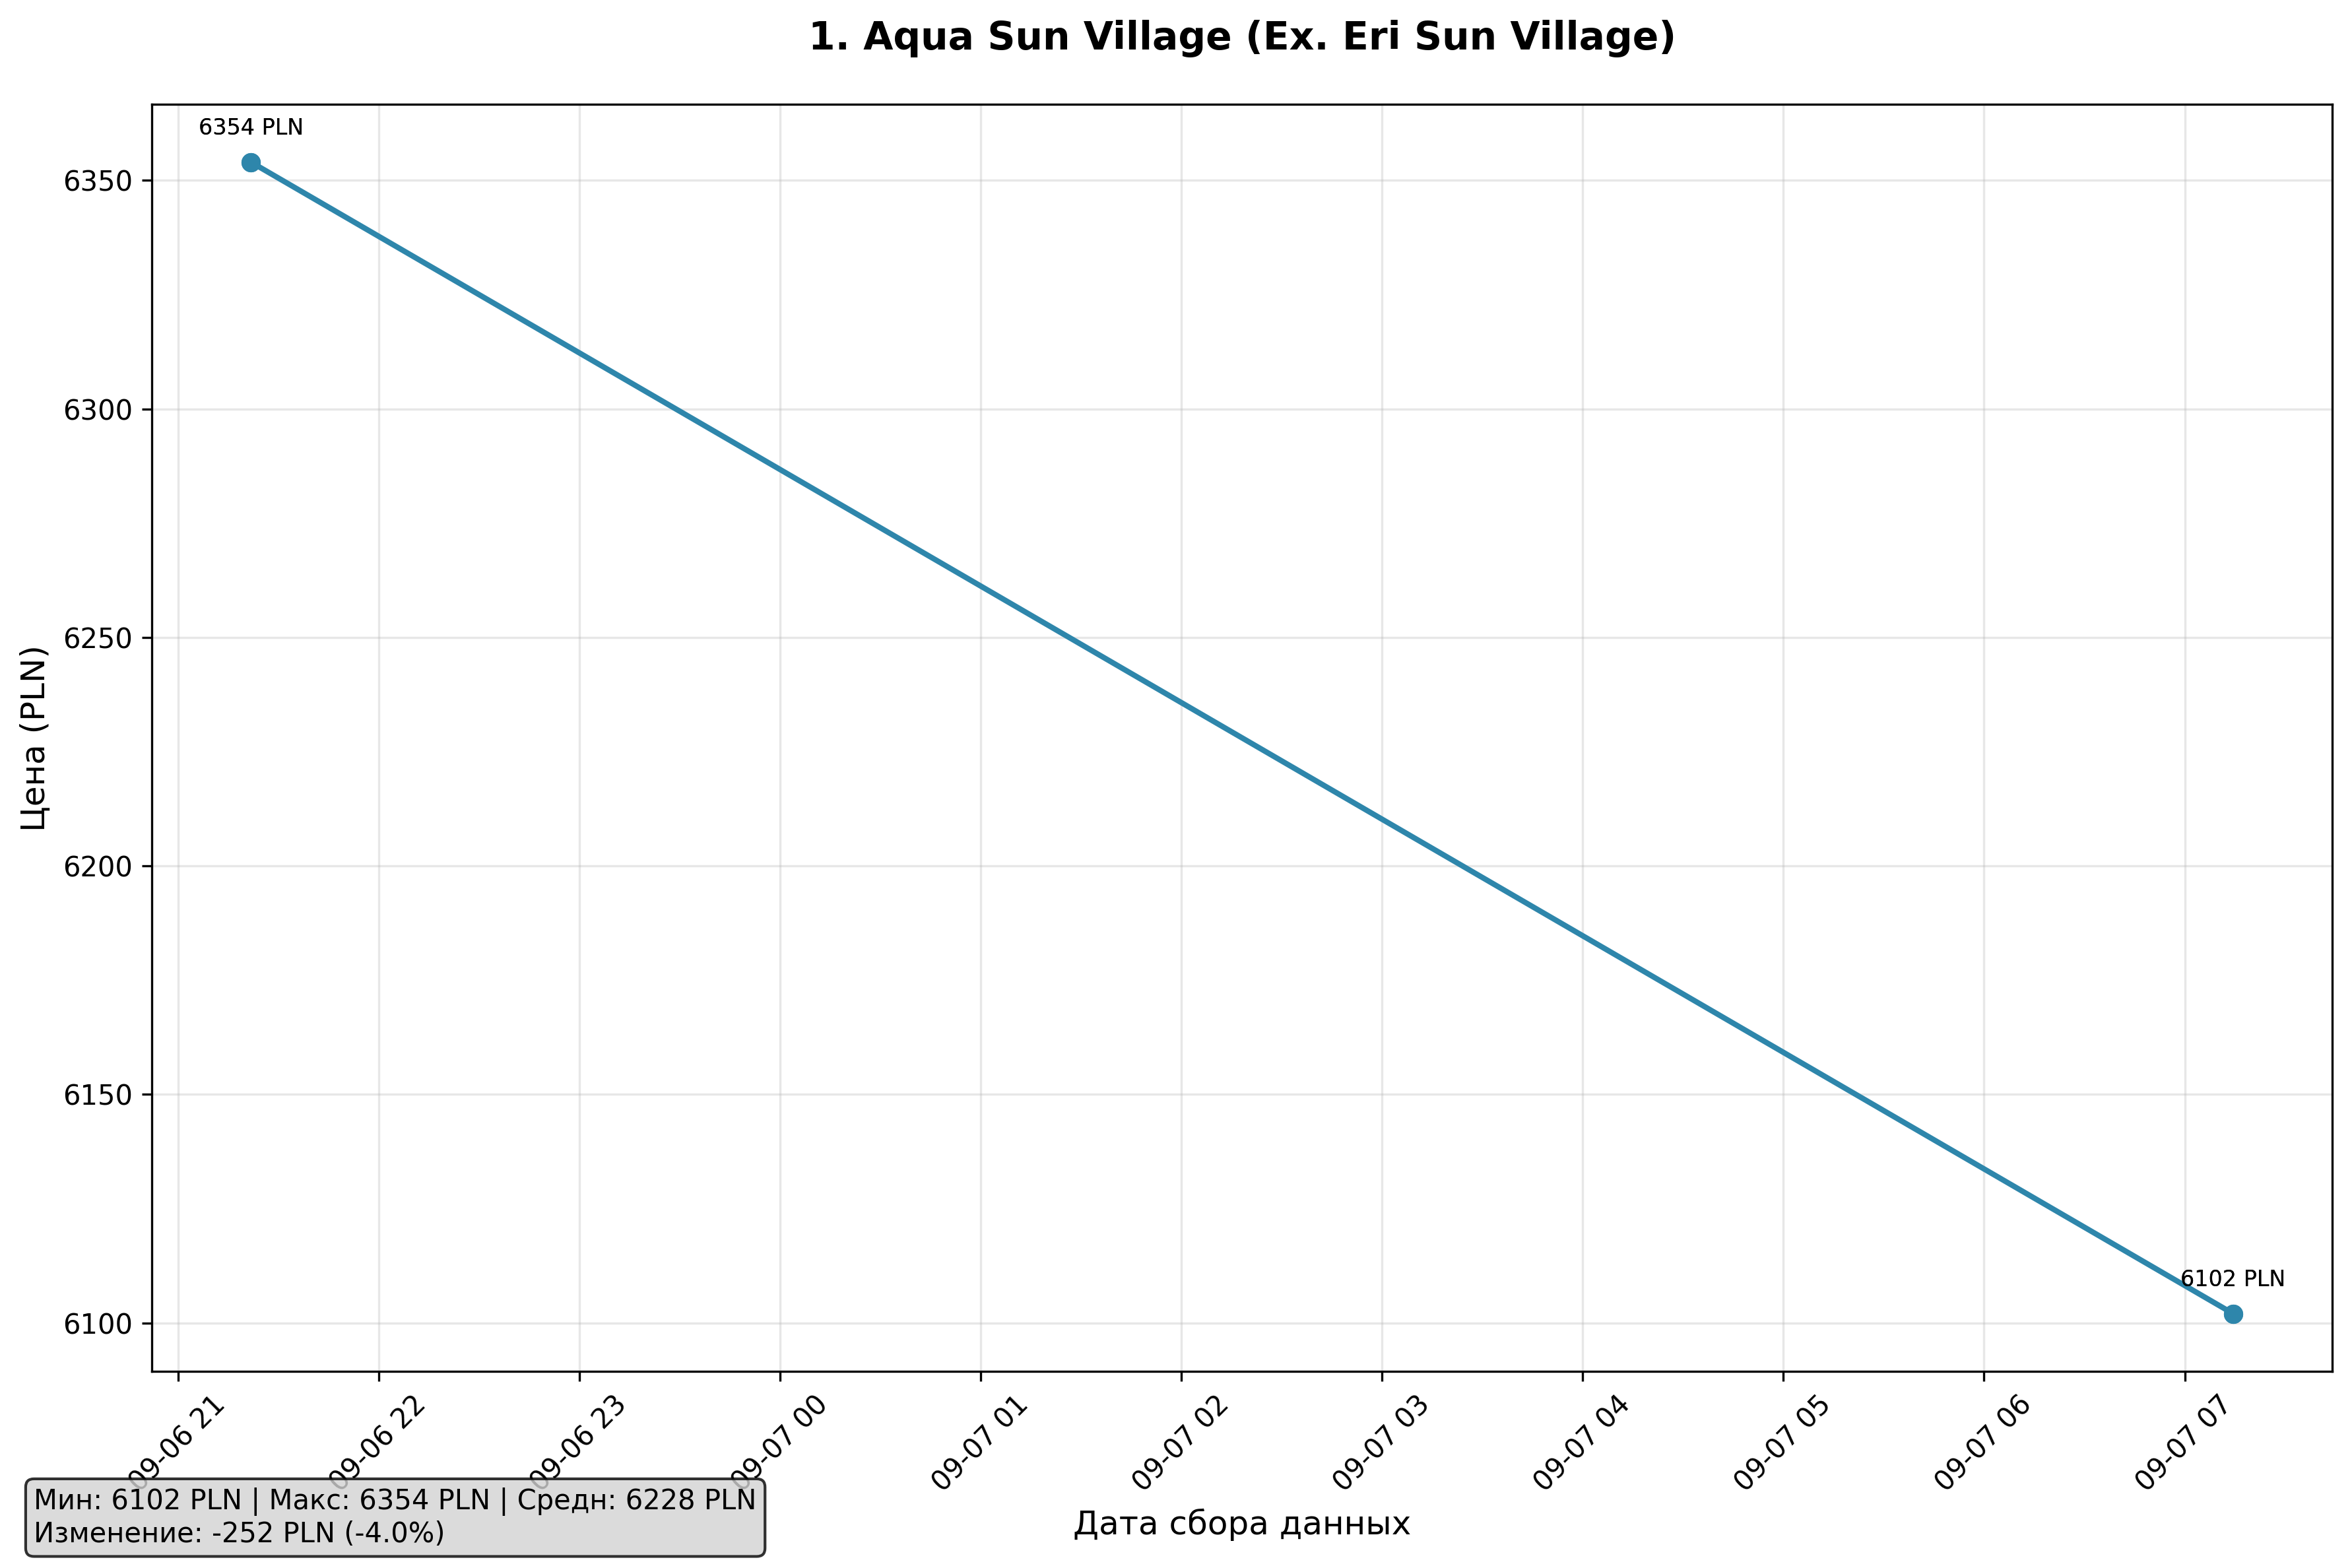 1. Aqua Sun Village (Ex. Eri Sun Village)
6354 PLN
6350
6300
6250
6200
6150
6100
Цена (PLN)
6102 PLN
09-06 21
09-06 22
09-06 23
09-07 00
09-07 01
09-07 02
09-07 03
09-07 04
09-07 05
09-07 06
09-07 07
Дата сбора данных
Мин: 6102 PLN | Макс: 6354 PLN | Средн: 6228 PLN
Изменение: -252 PLN (-4.0%)